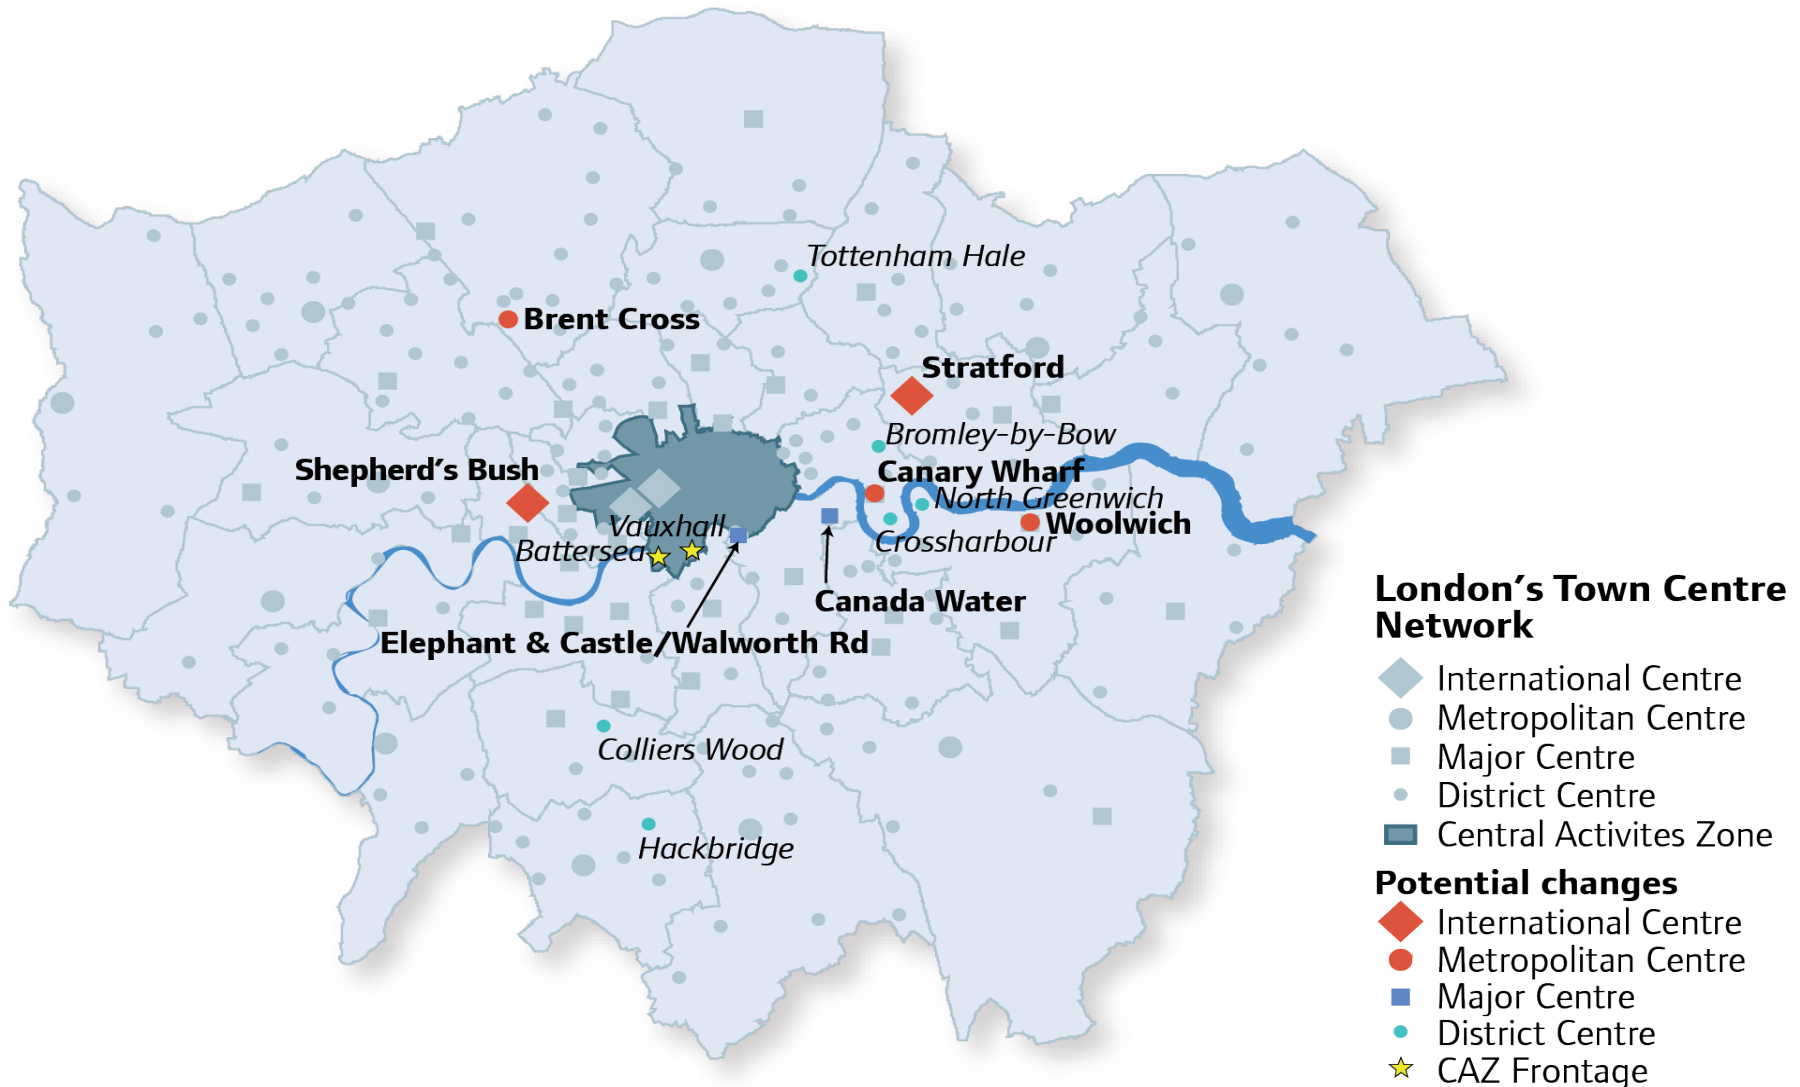 Tottenham Hale
Brent Cross
Stratford
Bromley-by-Bow
Shepherd's Bush
Canary Wharf
North Greenwich
Vauxhall
Woolwich
Battersea
Crossharbour
Canada Water
Elephant & Castle/Walworth Rd
Colliers Wood
Hackbridge
London's Town Centre
Network
International Centre
Metropolitan Centre
Major Centre
District Centre
Central Activites Zone
Potential changes
International Centre
Metropolitan Centre
Major Centre
District Centre
CAZ Frontage